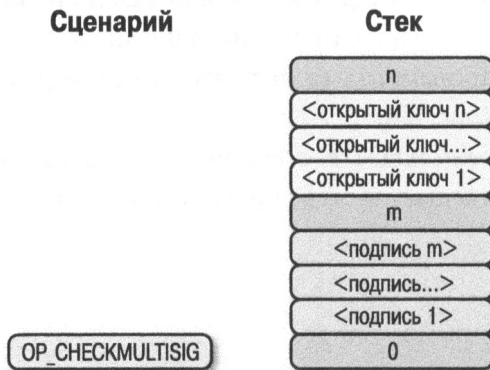 Сценарий Стек
n
<открытый ключ n>
<открытый ключ...>
<открытый ключ 1>
m
<подпись m>
<подпись...>
<подпись 1>
OP_CHECKMULTISIG 0